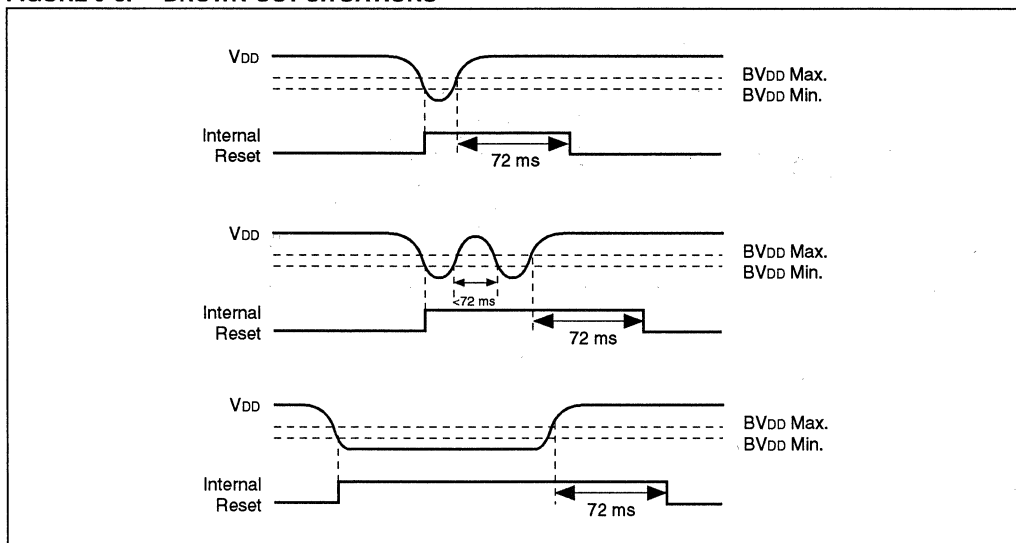 VDD
BVDD Max.
BVDD Min.
Internal
Reset
72 ms
VDD
BVDD Max.
BVDD Min.
<72 ms
Internal
Reset
72 ms
VDD
BVDD Max.
BVDD Min.
Internal
Reset
72 ms